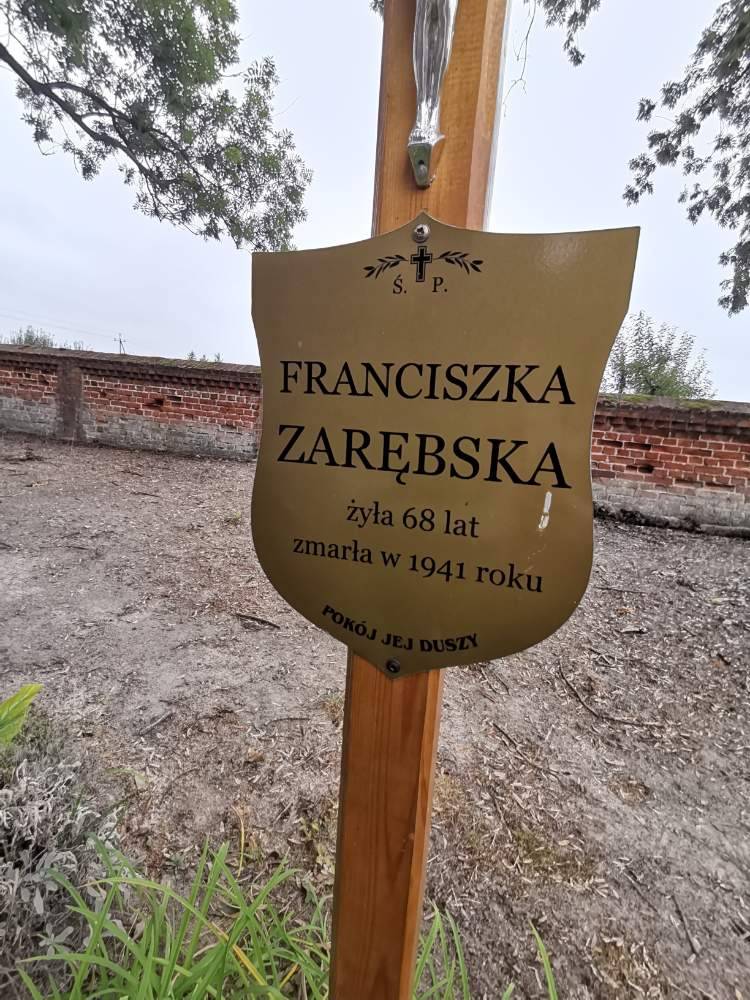 Ś. P.
FRANCISZKA
ZARĘBSKA
żyła 68 lat
zmarła w 1941 roku
POKÓJ JEJ DUSZY